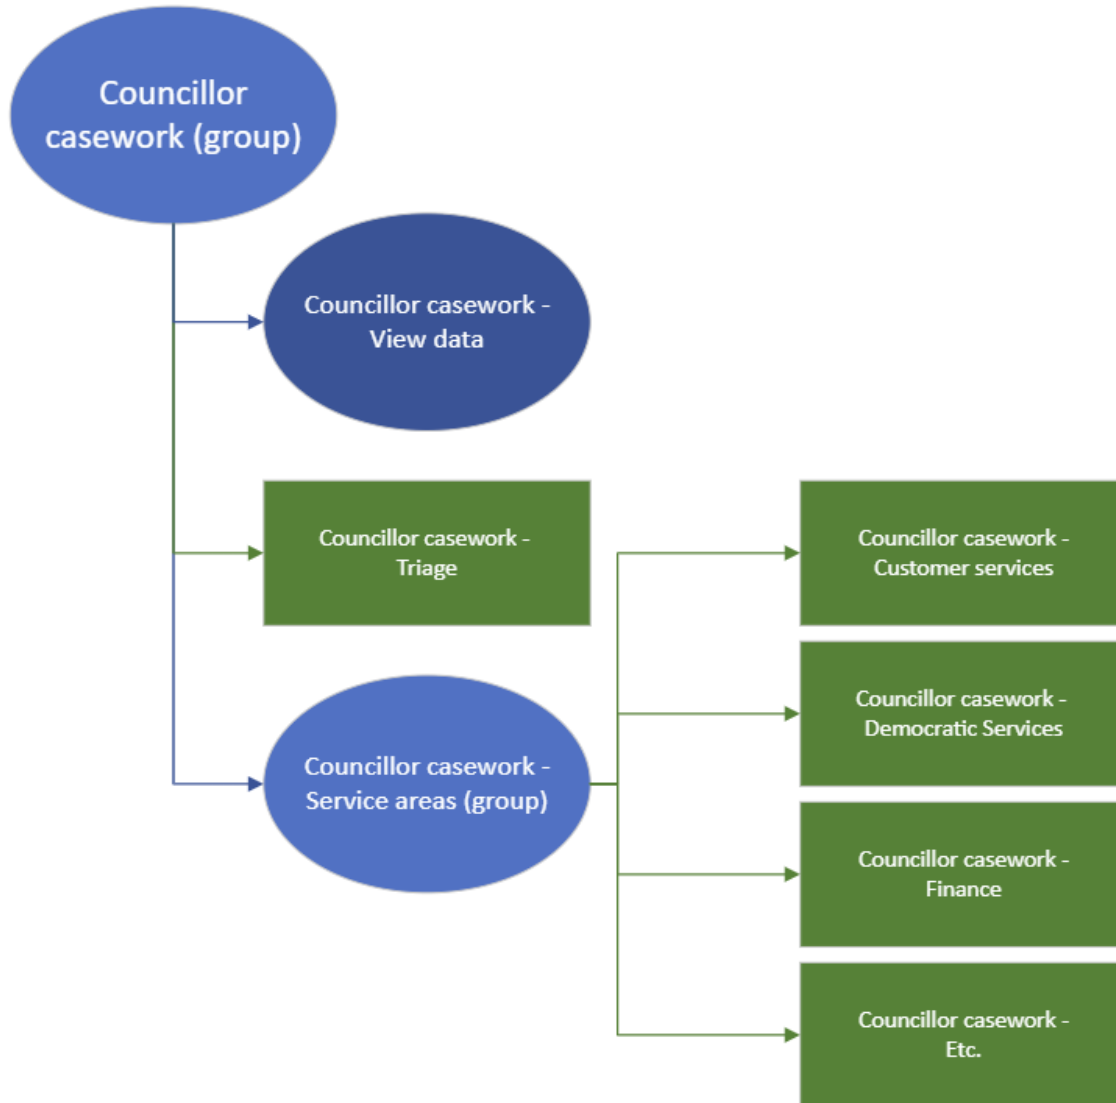 Councillor
casework (group)
Councillor casework -
View data
Councillor casework -
Triage
Councillor casework -
Service areas (group)
Councillor casework -
Customer services
Councillor casework -
Democratic Services
Councillor casework -
Finance
Councillor casework -
Etc.